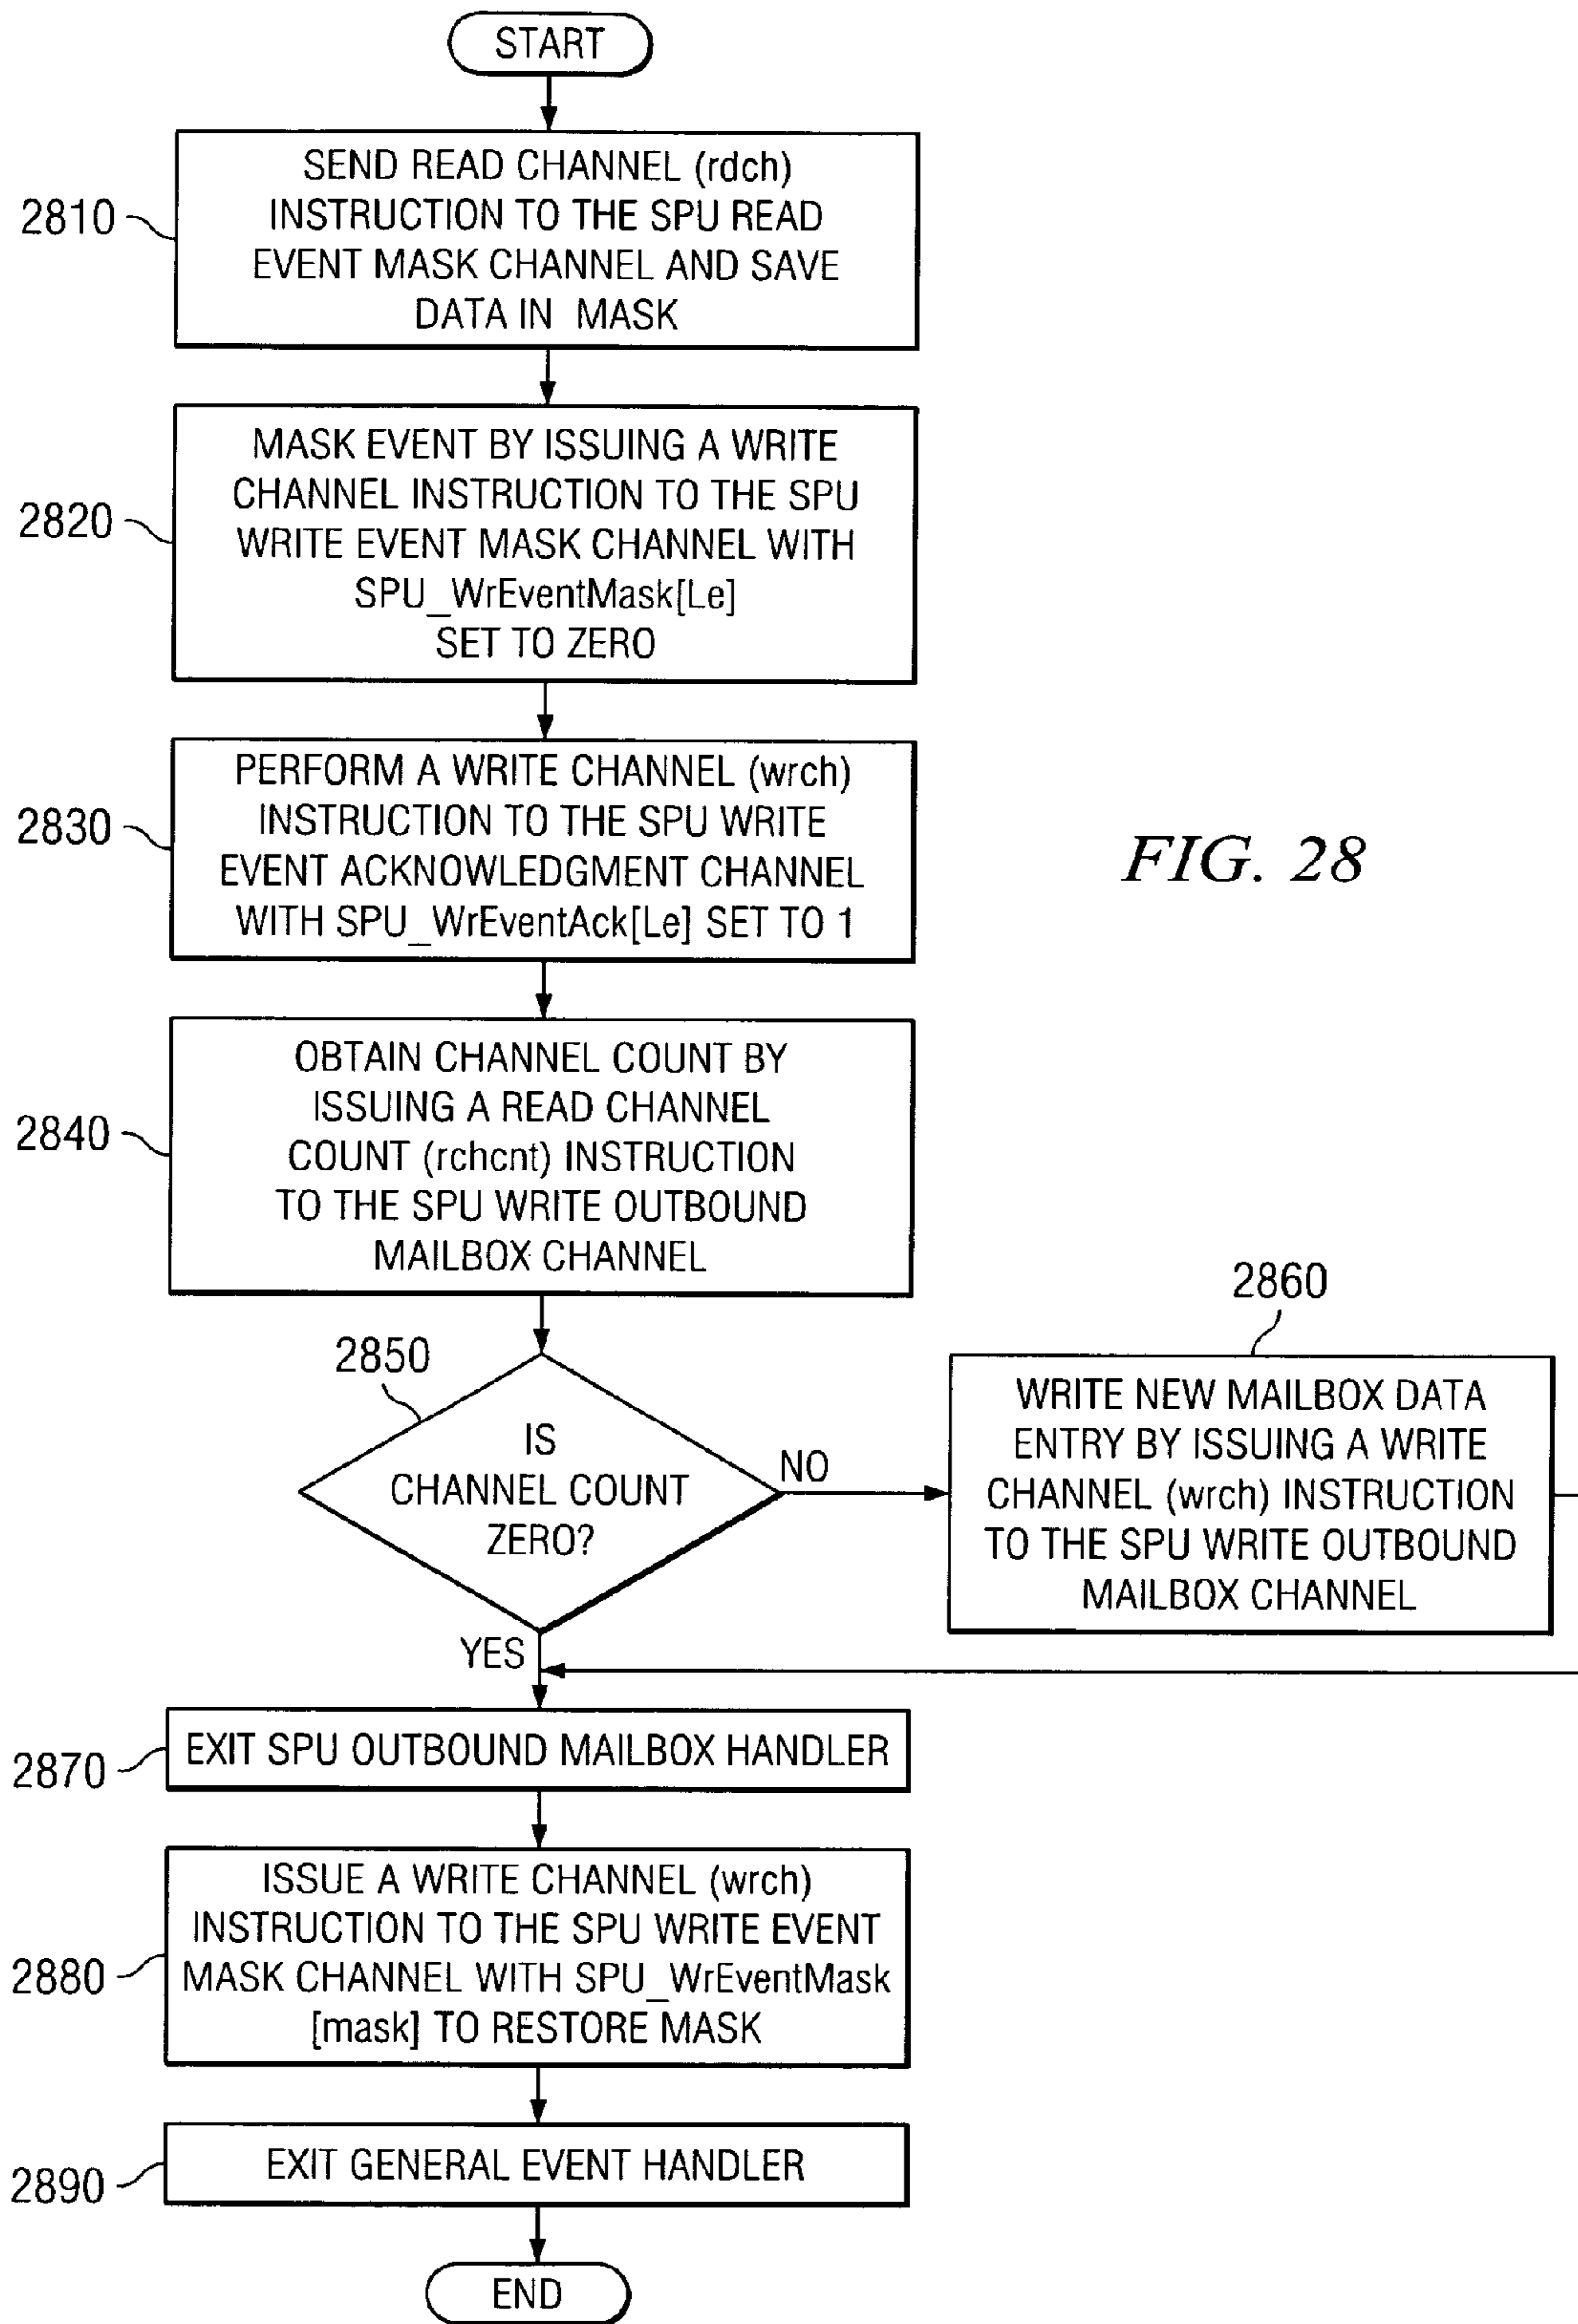 START
2810
SEND READ CHANNEL (rdch)
INSTRUCTION TO THE SPU READ
EVENT MASK CHANNEL AND SAVE
DATA IN MASK
2820
MASK EVENT BY ISSUING A WRITE
CHANNEL INSTRUCTION TO THE SPU
WRITE EVENT MASK CHANNEL WITH
SPU_WrEventMask[Le]
SET TO ZERO
2830
PERFORM A WRITE CHANNEL (wrch)
INSTRUCTION TO THE SPU WRITE
EVENT ACKNOWLEDGMENT CHANNEL
WITH SPU_WrEventAck[Le] SET TO 1
FIG. 28
2840
OBTAIN CHANNEL COUNT BY
ISSUING A READ CHANNEL
COUNT (rchcnt) INSTRUCTION
TO THE SPU WRITE OUTBOUND
MAILBOX CHANNEL
2850
IS
CHANNEL COUNT
ZERO?
NO
2860
WRITE NEW MAILBOX DATA
ENTRY BY ISSUING A WRITE
CHANNEL (wrch) INSTRUCTION
TO THE SPU WRITE OUTBOUND
MAILBOX CHANNEL
YES
2870
EXIT SPU OUTBOUND MAILBOX HANDLER
2880
ISSUE A WRITE CHANNEL (wrch)
INSTRUCTION TO THE SPU WRITE EVENT
MASK CHANNEL WITH SPU_WrEventMask
[mask] TO RESTORE MASK
2890
EXIT GENERAL EVENT HANDLER
END